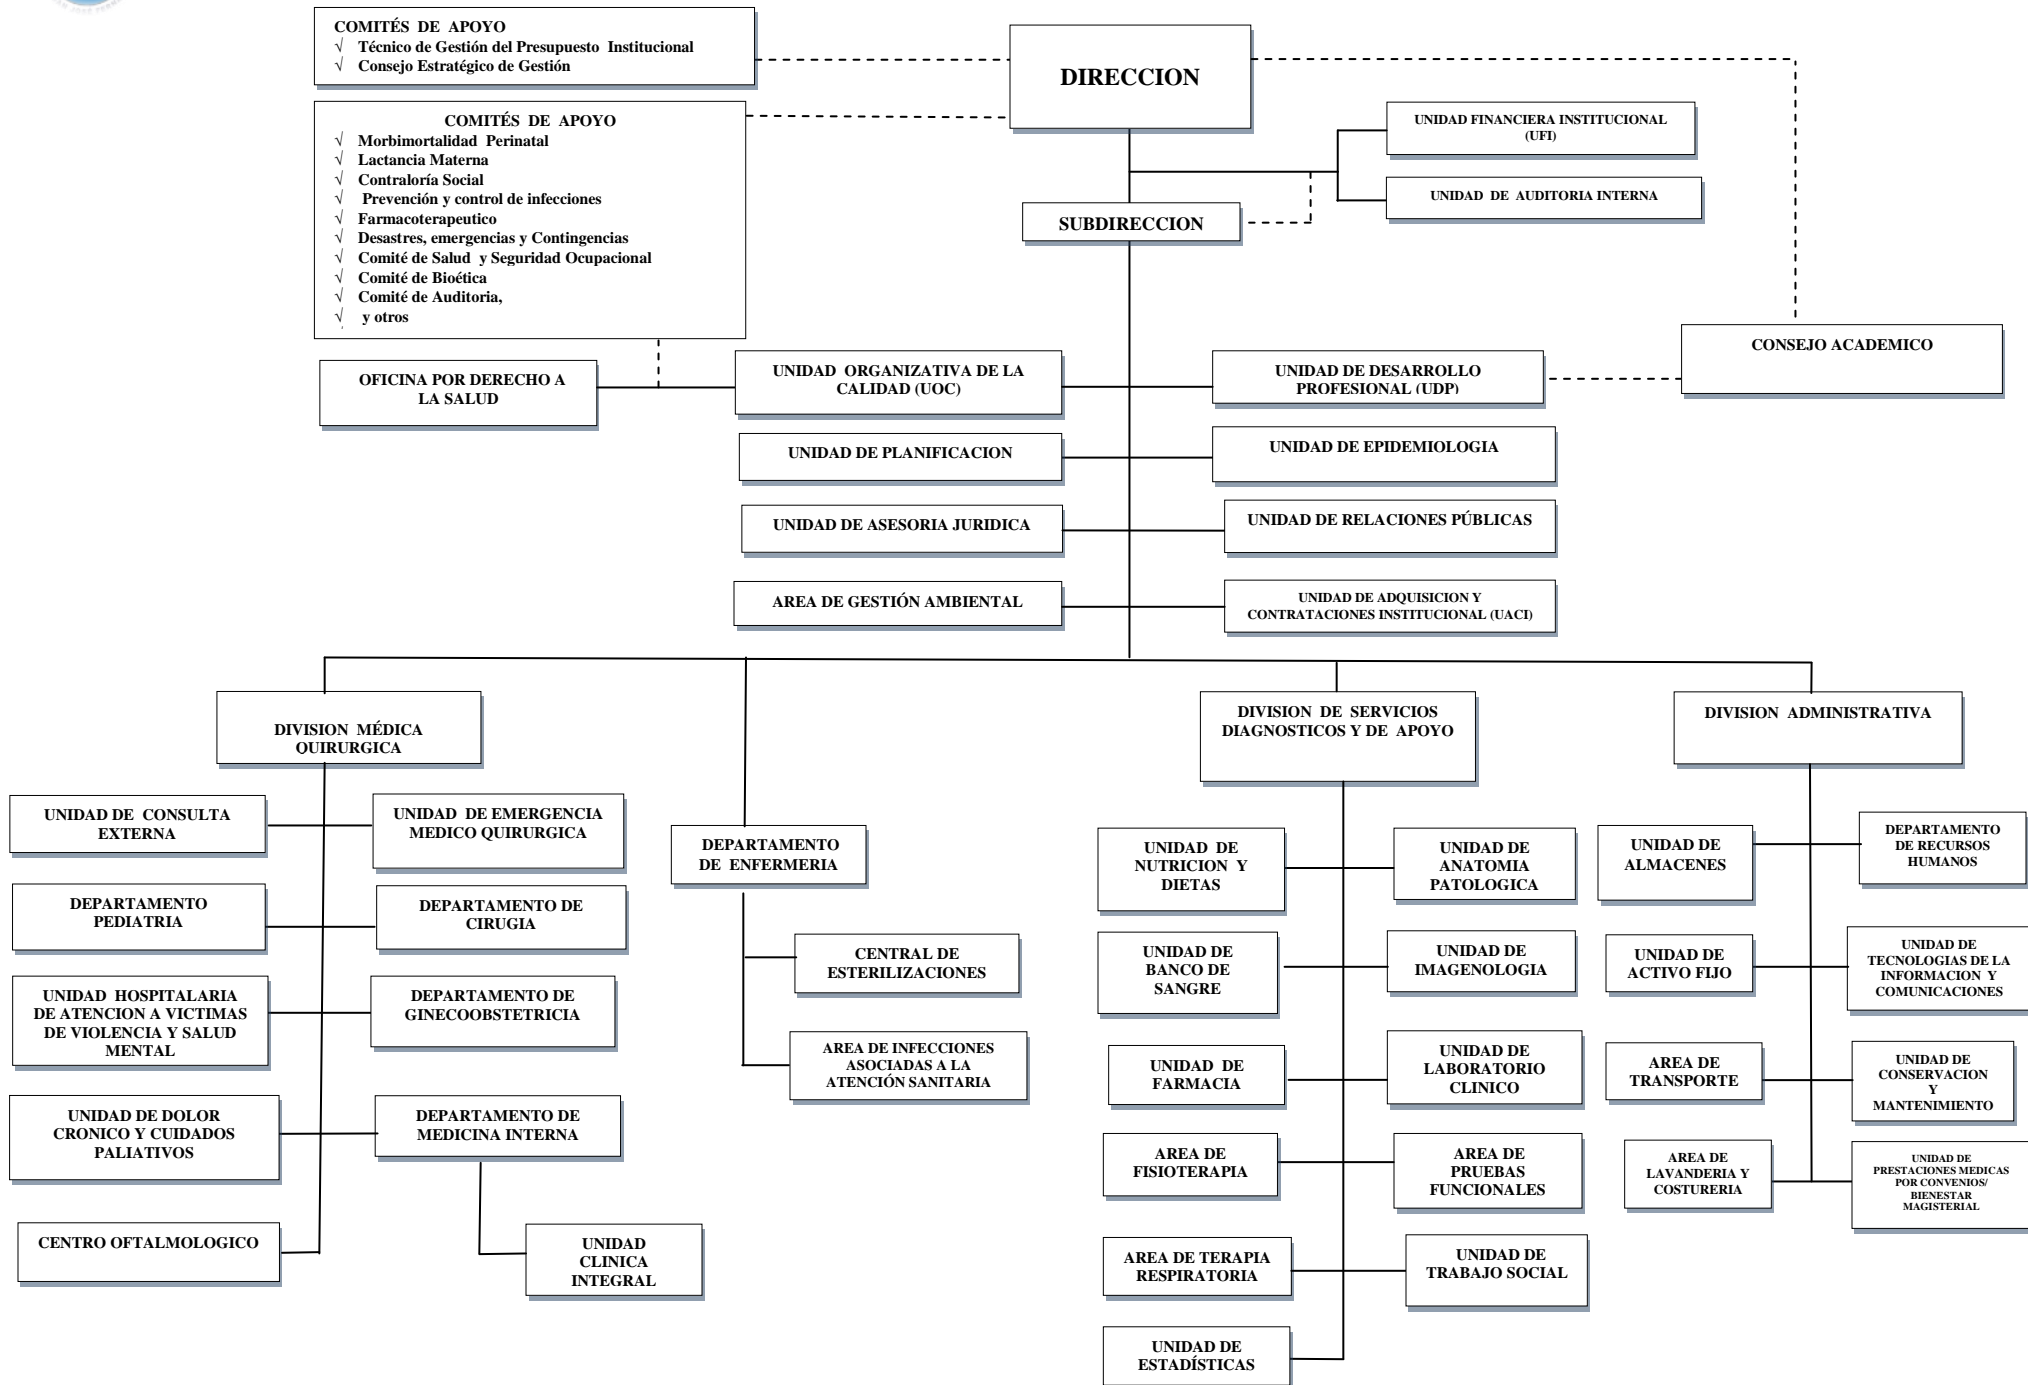 COMITÉS DE APOYO
√ Técnico de Gestión del Presupuesto Institucional
√ Consejo Estratégico de Gestión
DIRECCION
COMITÉS DE APOYO
√ Morbimortalidad Perinatal
√ Lactancia Materna
√ Contraloría Social
√ Prevención y control de infecciones
√ Farmacoterapeutico
√ Desastres, emergencias y Contingencias
√ Comité de Salud y Seguridad Ocupacional
√ Comité de Bioética
√ Comité de Auditoria,
√ y otros
UNIDAD FINANCIERA INSTITUCIONAL
(UFI)
UNIDAD DE AUDITORIA INTERNA
SUBDIRECCION
CONSEJO ACADEMICO
OFICINA POR DERECHO A
LA SALUD
UNIDAD ORGANIZATIVA DE LA
CALIDAD (UOC)
UNIDAD DE DESARROLLO
PROFESIONAL (UDP)
UNIDAD DE PLANIFICACION
UNIDAD DE EPIDEMIOLOGIA
UNIDAD DE ASESORIA JURIDICA
UNIDAD DE RELACIONES PÚBLICAS
AREA DE GESTIÓN AMBIENTAL
UNIDAD DE ADQUISICION Y
CONTRATACIONES INSTITUCIONAL (UACI)
DIVISION MÉDICA
QUIRURGICA
DIVISION DE SERVICIOS
DIAGNOSTICOS Y DE APOYO
DIVISION ADMINISTRATIVA
UNIDAD DE CONSULTA
EXTERNA
UNIDAD DE EMERGENCIA
MEDICO QUIRURGICA
DEPARTAMENTO
PEDIATRIA
DEPARTAMENTO DE
CIRUGIA
UNIDAD HOSPITALARIA
DE ATENCION A VICTIMAS
DE VIOLENCIA Y SALUD
MENTAL
DEPARTAMENTO DE
GINECOOBSTETRICIA
UNIDAD DE DOLOR
CRONICO Y CUIDADOS
PALIATIVOS
DEPARTAMENTO DE
MEDICINA INTERNA
CENTRO OFTALMOLOGICO
UNIDAD
CLINICA
INTEGRAL
DEPARTAMENTO
DE ENFERMERIA
CENTRAL DE
ESTERILIZACIONES
AREA DE INFECCIONES
ASOCIADAS A LA
ATENCIÓN SANITARIA
UNIDAD DE
NUTRICION Y
DIETAS
UNIDAD DE
ANATOMIA
PATOLOGICA
UNIDAD DE
BANCO DE
SANGRE
UNIDAD DE
IMAGENOLOGIA
UNIDAD DE
FARMACIA
UNIDAD DE
LABORATORIO
CLINICO
AREA DE
FISIOTERAPIA
AREA DE
PRUEBAS
FUNCIONALES
AREA DE TERAPIA
RESPIRATORIA
UNIDAD DE
TRABAJO SOCIAL
UNIDAD DE
ESTADÍSTICAS
UNIDAD DE
ALMACENES
DEPARTAMENTO
DE RECURSOS
HUMANOS
UNIDAD DE
ACTIVO FIJO
UNIDAD DE
TECNOLOGIAS DE LA
INFORMACION Y
COMUNICACIONES
AREA DE
TRANSPORTE
UNIDAD DE
CONSERVACION
Y
MANTENIMIENTO
AREA DE
LAVANDERIA Y
COSTURERIA
UNIDAD DE
PRESTACIONES MEDICAS
POR CONVENIOS/
BIENESTAR
MAGISTERIAL